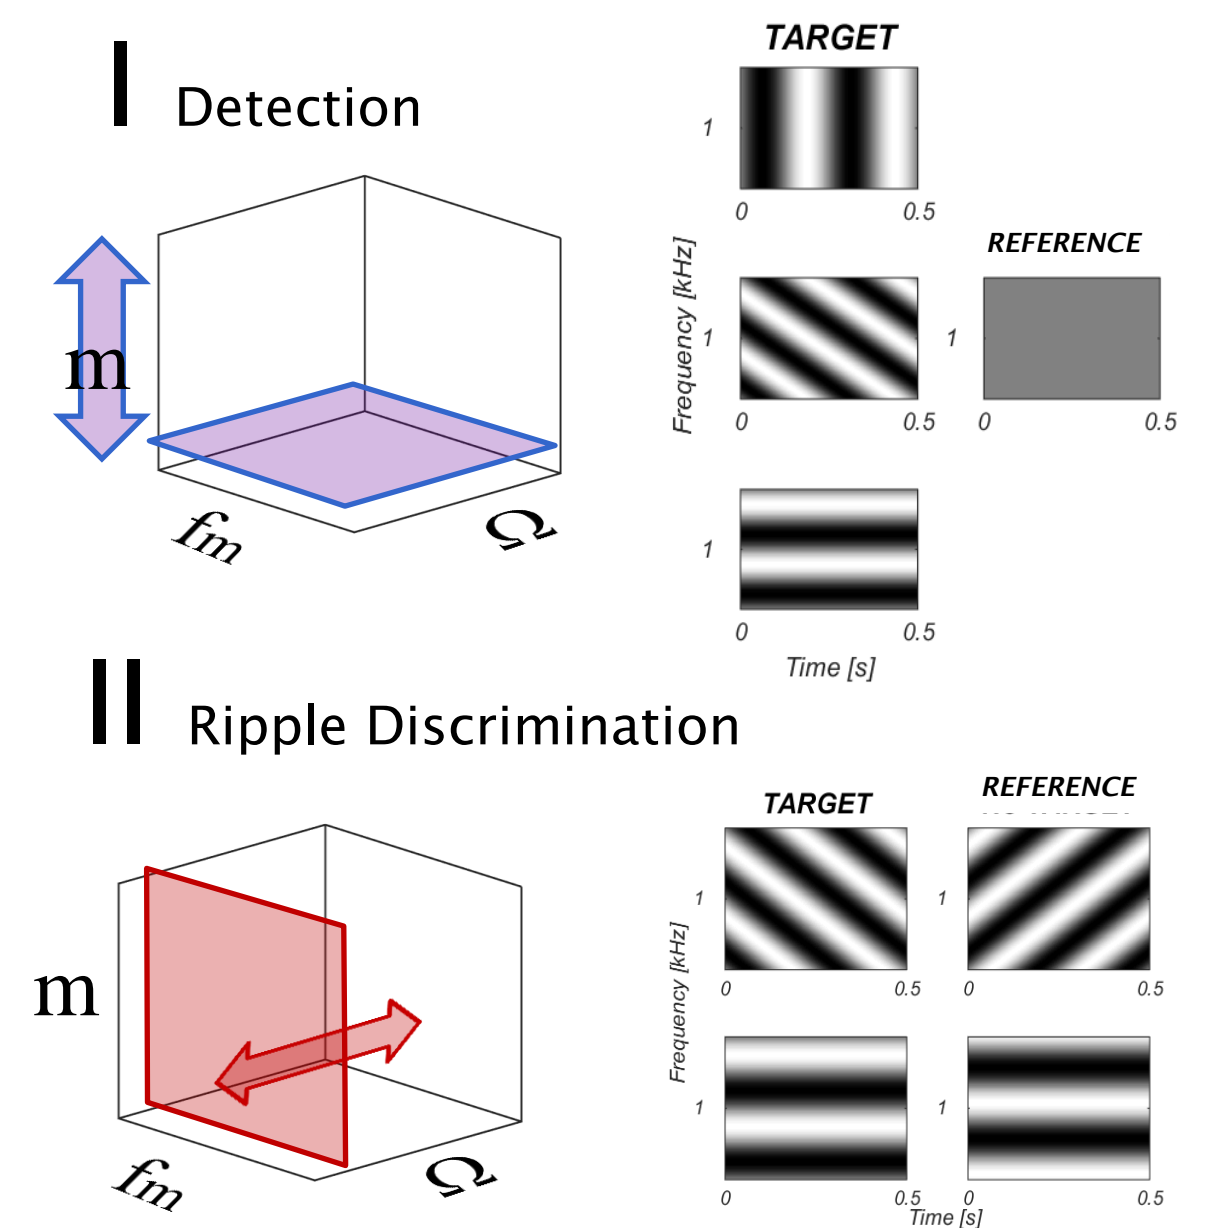 I Detection
m
fm
Ω
TARGET
1
0 0.5
Frequency [kHz]
1
0 0.5
REFERENCE
1
0 0.5
1
0 0.5
Time [s]
II Ripple Discrimination
m
fm
Ω
TARGET
REFERENCE
Frequency [kHz]
1
0 0.5
1
0 0.5
1
0 0.5
1
0 0.5
Time [s]